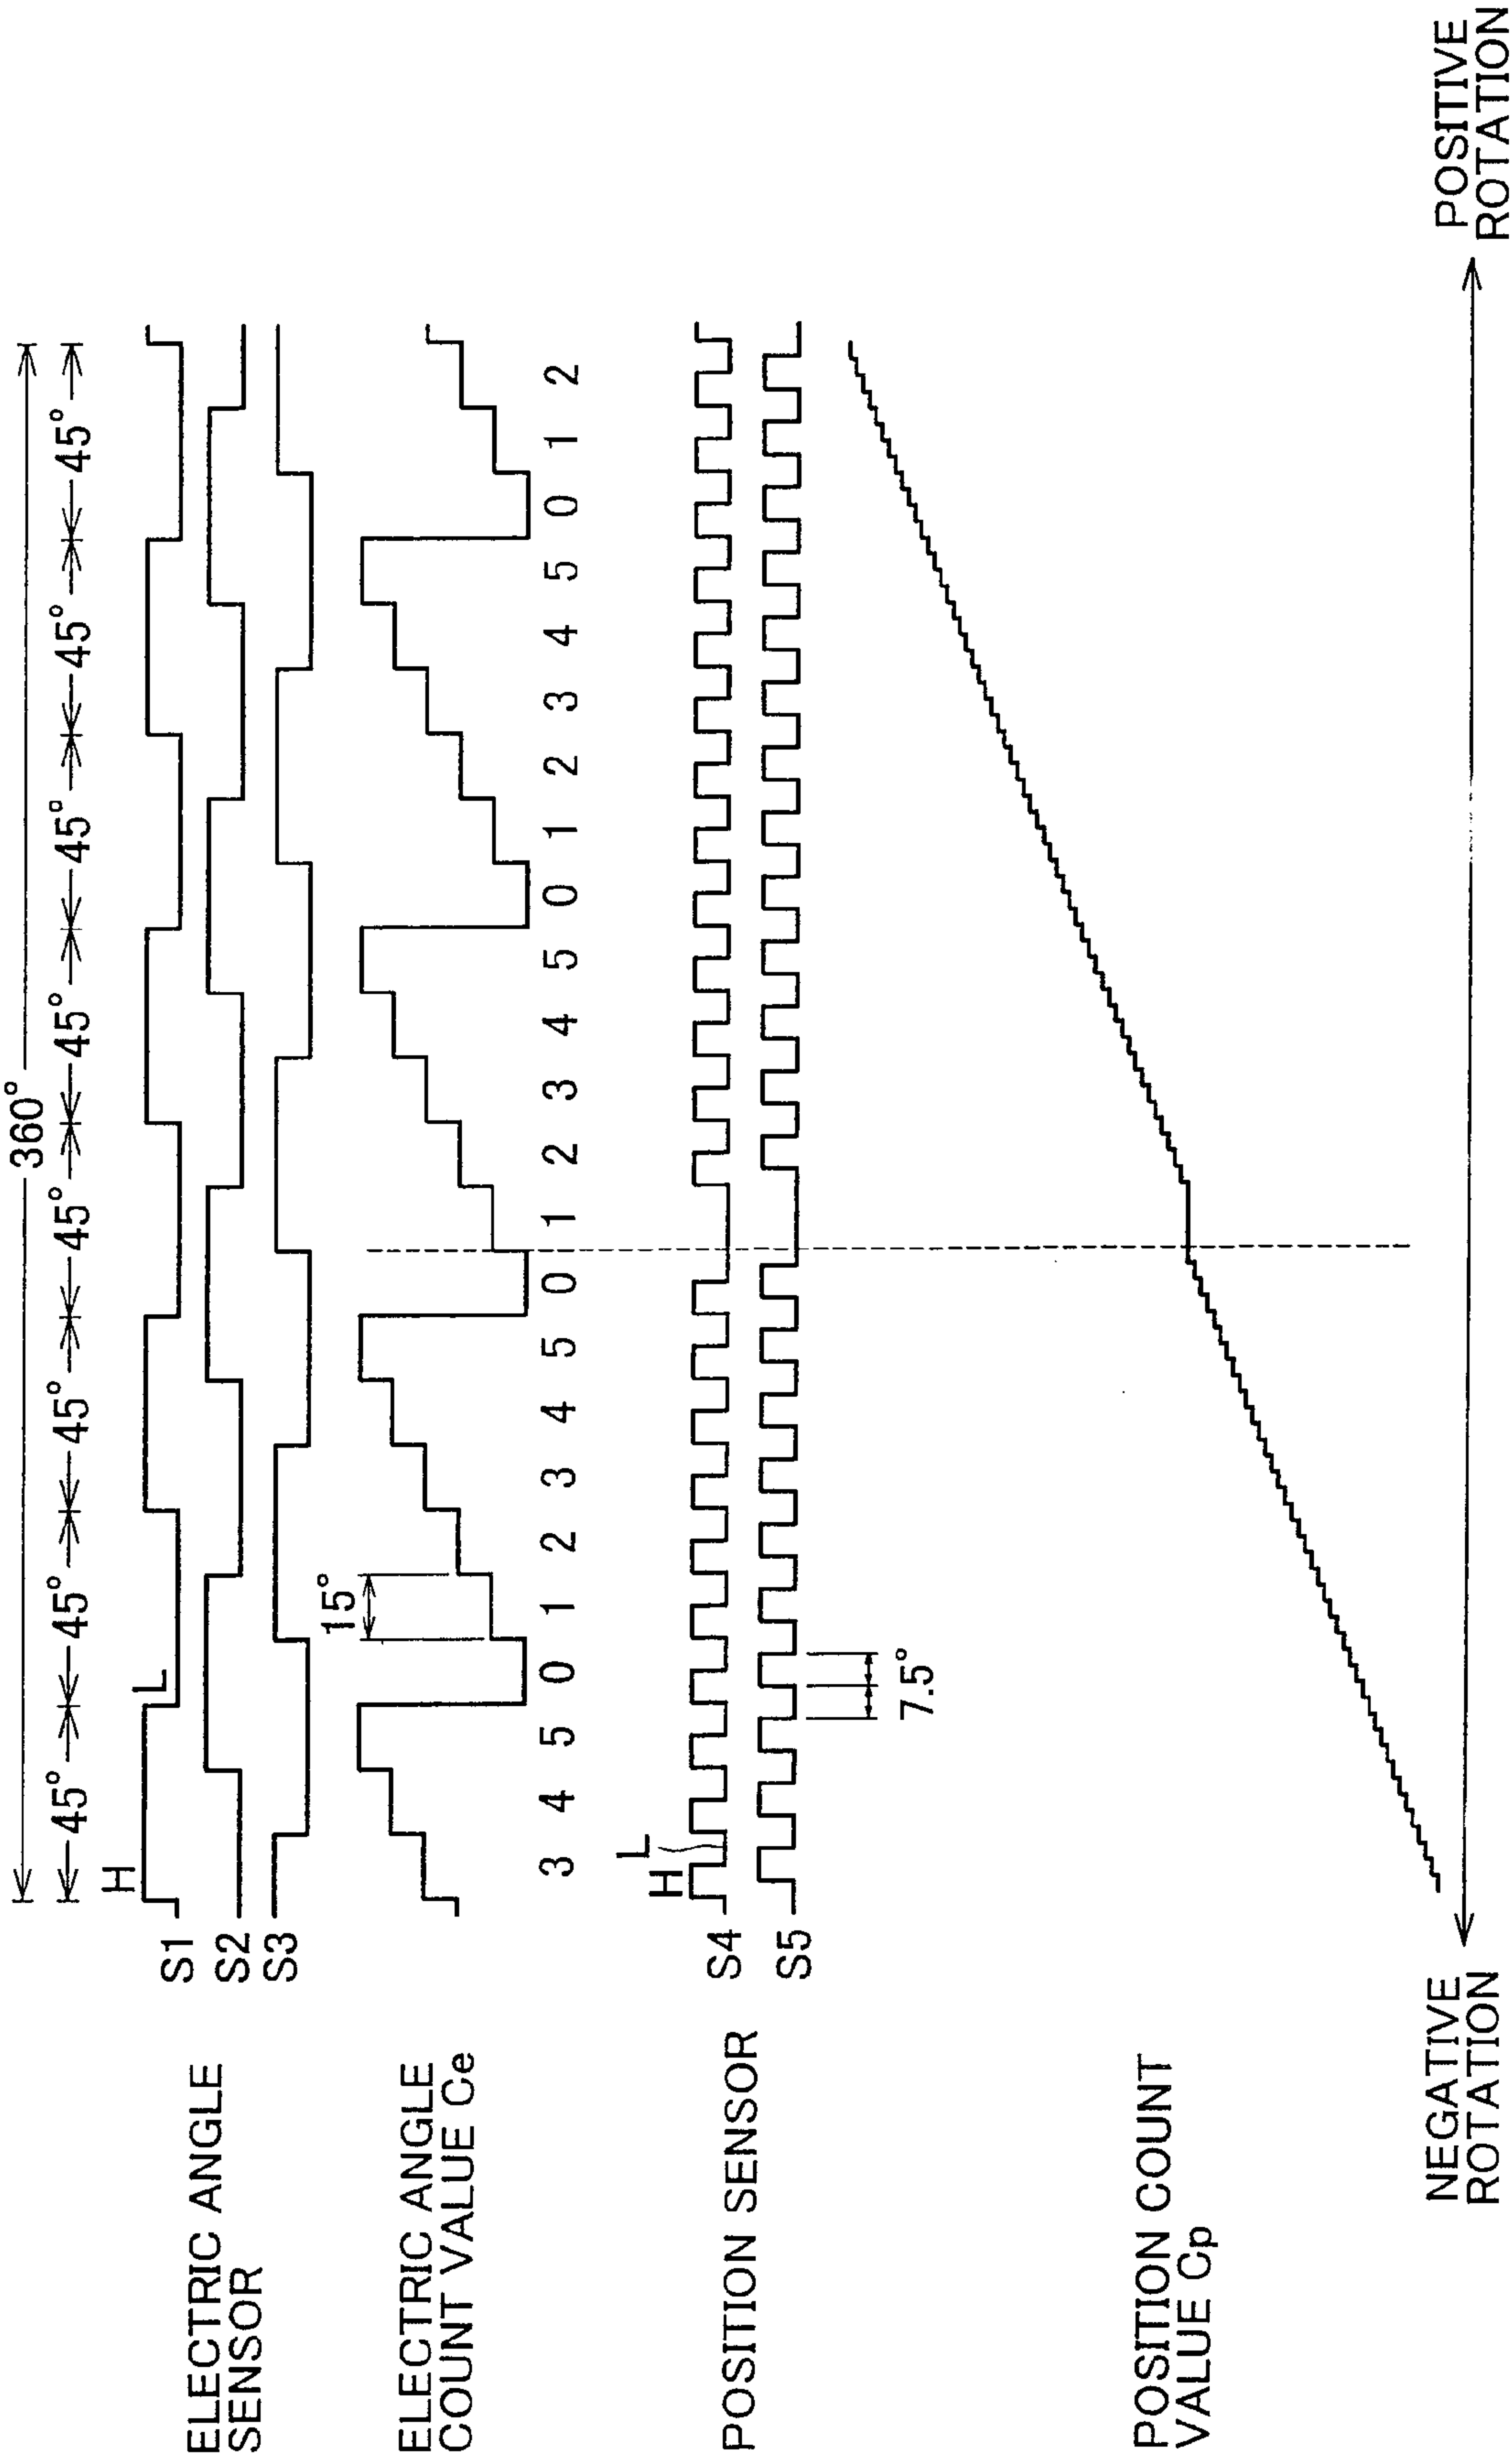 360°
45° 45° 45° 45° 45° 45° 45° 45°
H L
ELECTRIC ANGLE
SENSOR
S1
S2
S3
15°
ELECTRIC ANGLE
COUNT VALUE Ce
3 4 5 0 1 2 3 4 5 0 1 2 3 4 5 0 1 2 3 4 5 0 1 2
H L
POSITION SENSOR
S4
S5
7.5°
POSITION COUNT
VALUE Cp
NEGATIVE
ROTATION
POSITIVE
ROTATION